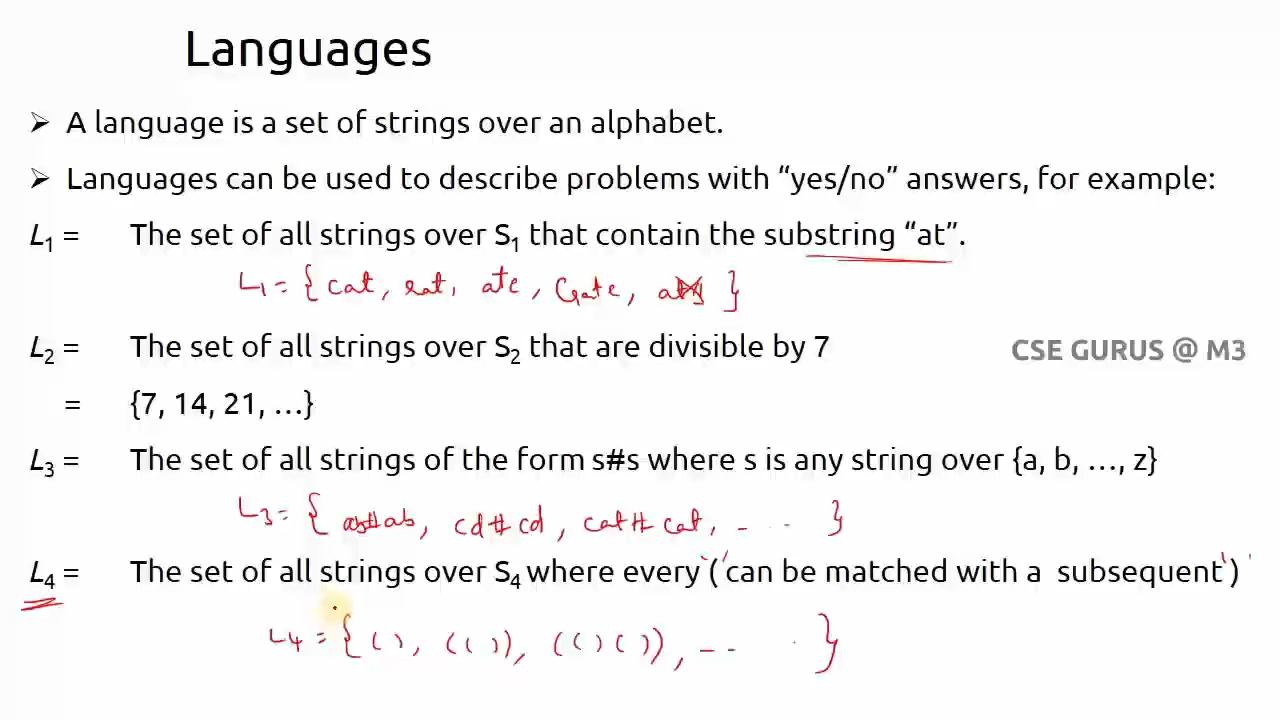 Languages
➢ A language is a set of strings over an alphabet.
➢ Languages can be used to describe problems with “yes/no” answers, for example:
L₁ = The set of all strings over S₁ that contain the substring “at”.
L₁ = { cat, eat, ate, Gate, }
L₂ = The set of all strings over S₂ that are divisible by 7
CSE GURUS @ M3
= {7, 14, 21, …}
L₃ = The set of all strings of the form s#s where s is any string over {a, b, …, z}
L₃ = { ab#ab, cd#cd, cat#cat, - - - }
L₄ = The set of all strings over S₄ where every '(' can be matched with a subsequent ')'
L₄ = { (), (()), (()()), -- - }